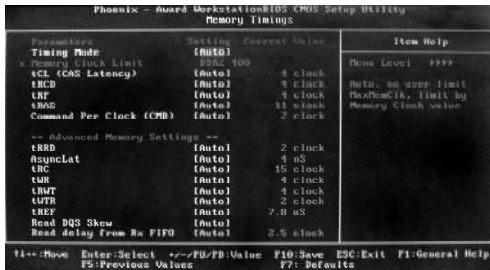 Phoenix - Award WorkstationBIOS CMOS Setup Utility
Memory Timings
Parameters Setting Current Value
Timing Mode [Auto]
x Memory Clock Limit DDR2 400
tCL (CAS Latency) [Auto] 4 clock
tRCD [Auto] 4 clock
tRP [Auto] 4 clock
tRAS [Auto] 11 clock
Command Per Clock (CMD) [Auto] 2 clock
-- Advanced Memory Settings --
tRRD [Auto] 2 clock
AsyncLat [Auto] 4 nS
tRC [Auto] 15 clock
tWR [Auto] 4 clock
tRWT [Auto] 4 clock
tWTR [Auto] 2 clock
tREF [Auto] 7.8 uS
Read DQS Skew [Auto]
Read delay from Rx FIFO [Auto] 2.5 clock
Item Help
Menu Level ►►►►
Auto, no user limit
MaxMemClk, limit by
Memory Clock value
↑↓→←:Move Enter:Select +/-/PU/PD:Value F10:Save ESC:Exit F1:General Help
F5:Previous Values F7: Defaults